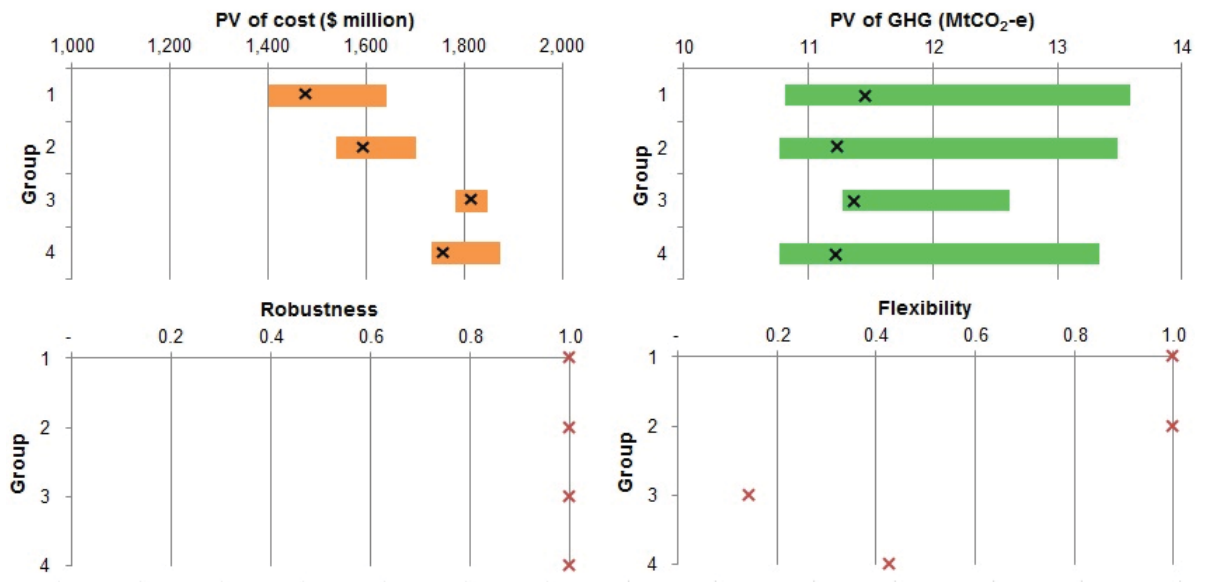 PV of cost ($ million)
1,000 1,200 1,400 1,600 1,800 2,000
Group
1
2
3
4
PV of GHG (MtCO₂-e)
10 11 12 13 14
Group
1
2
3
4
Robustness
- 0.2 0.4 0.6 0.8 1.0
Group
1
2
3
4
Flexibility
- 0.2 0.4 0.6 0.8 1.0
Group
1
2
3
4